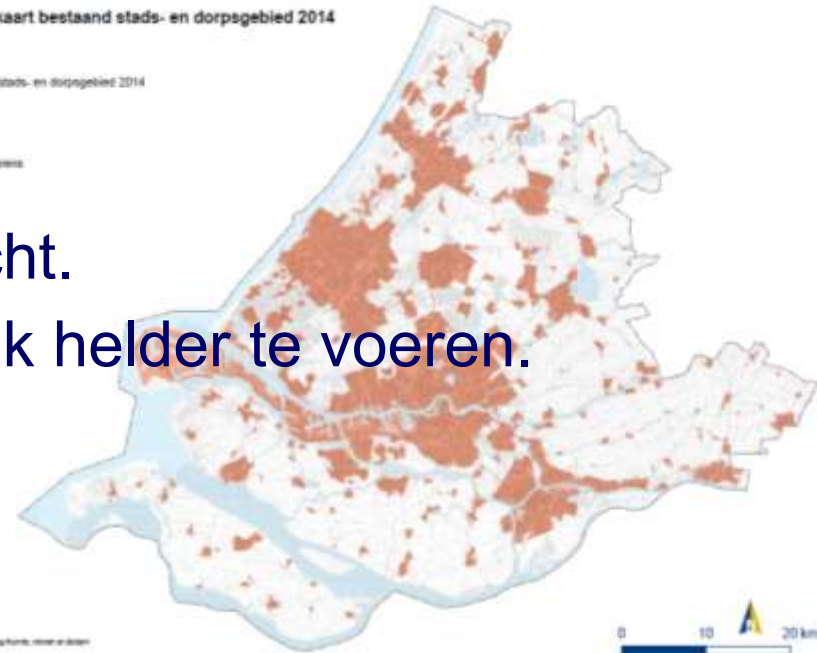 kaart bestaand stads- en dorpsgebied 2014
stads- en dorpsgebied 2014
cht.
k helder te voeren.
0 10 20 km